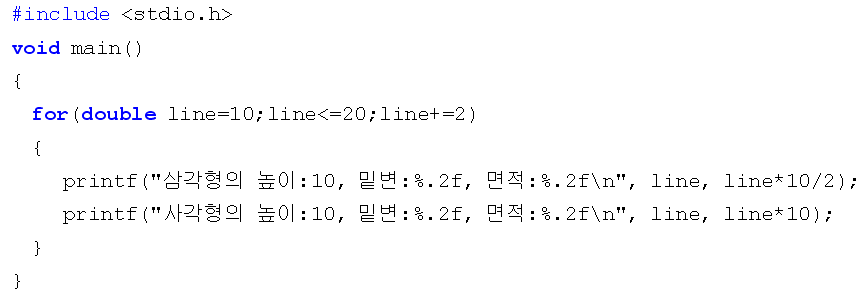 #include <stdio.h>
void main()
{
for(double line=10;line<=20;line+=2)
{
printf("삼각형의 높이:10, 밑변:%.2f, 면적:%.2f\n", line, line*10/2);
printf("사각형의 높이:10, 밑변:%.2f, 면적:%.2f\n", line, line*10);
}
}